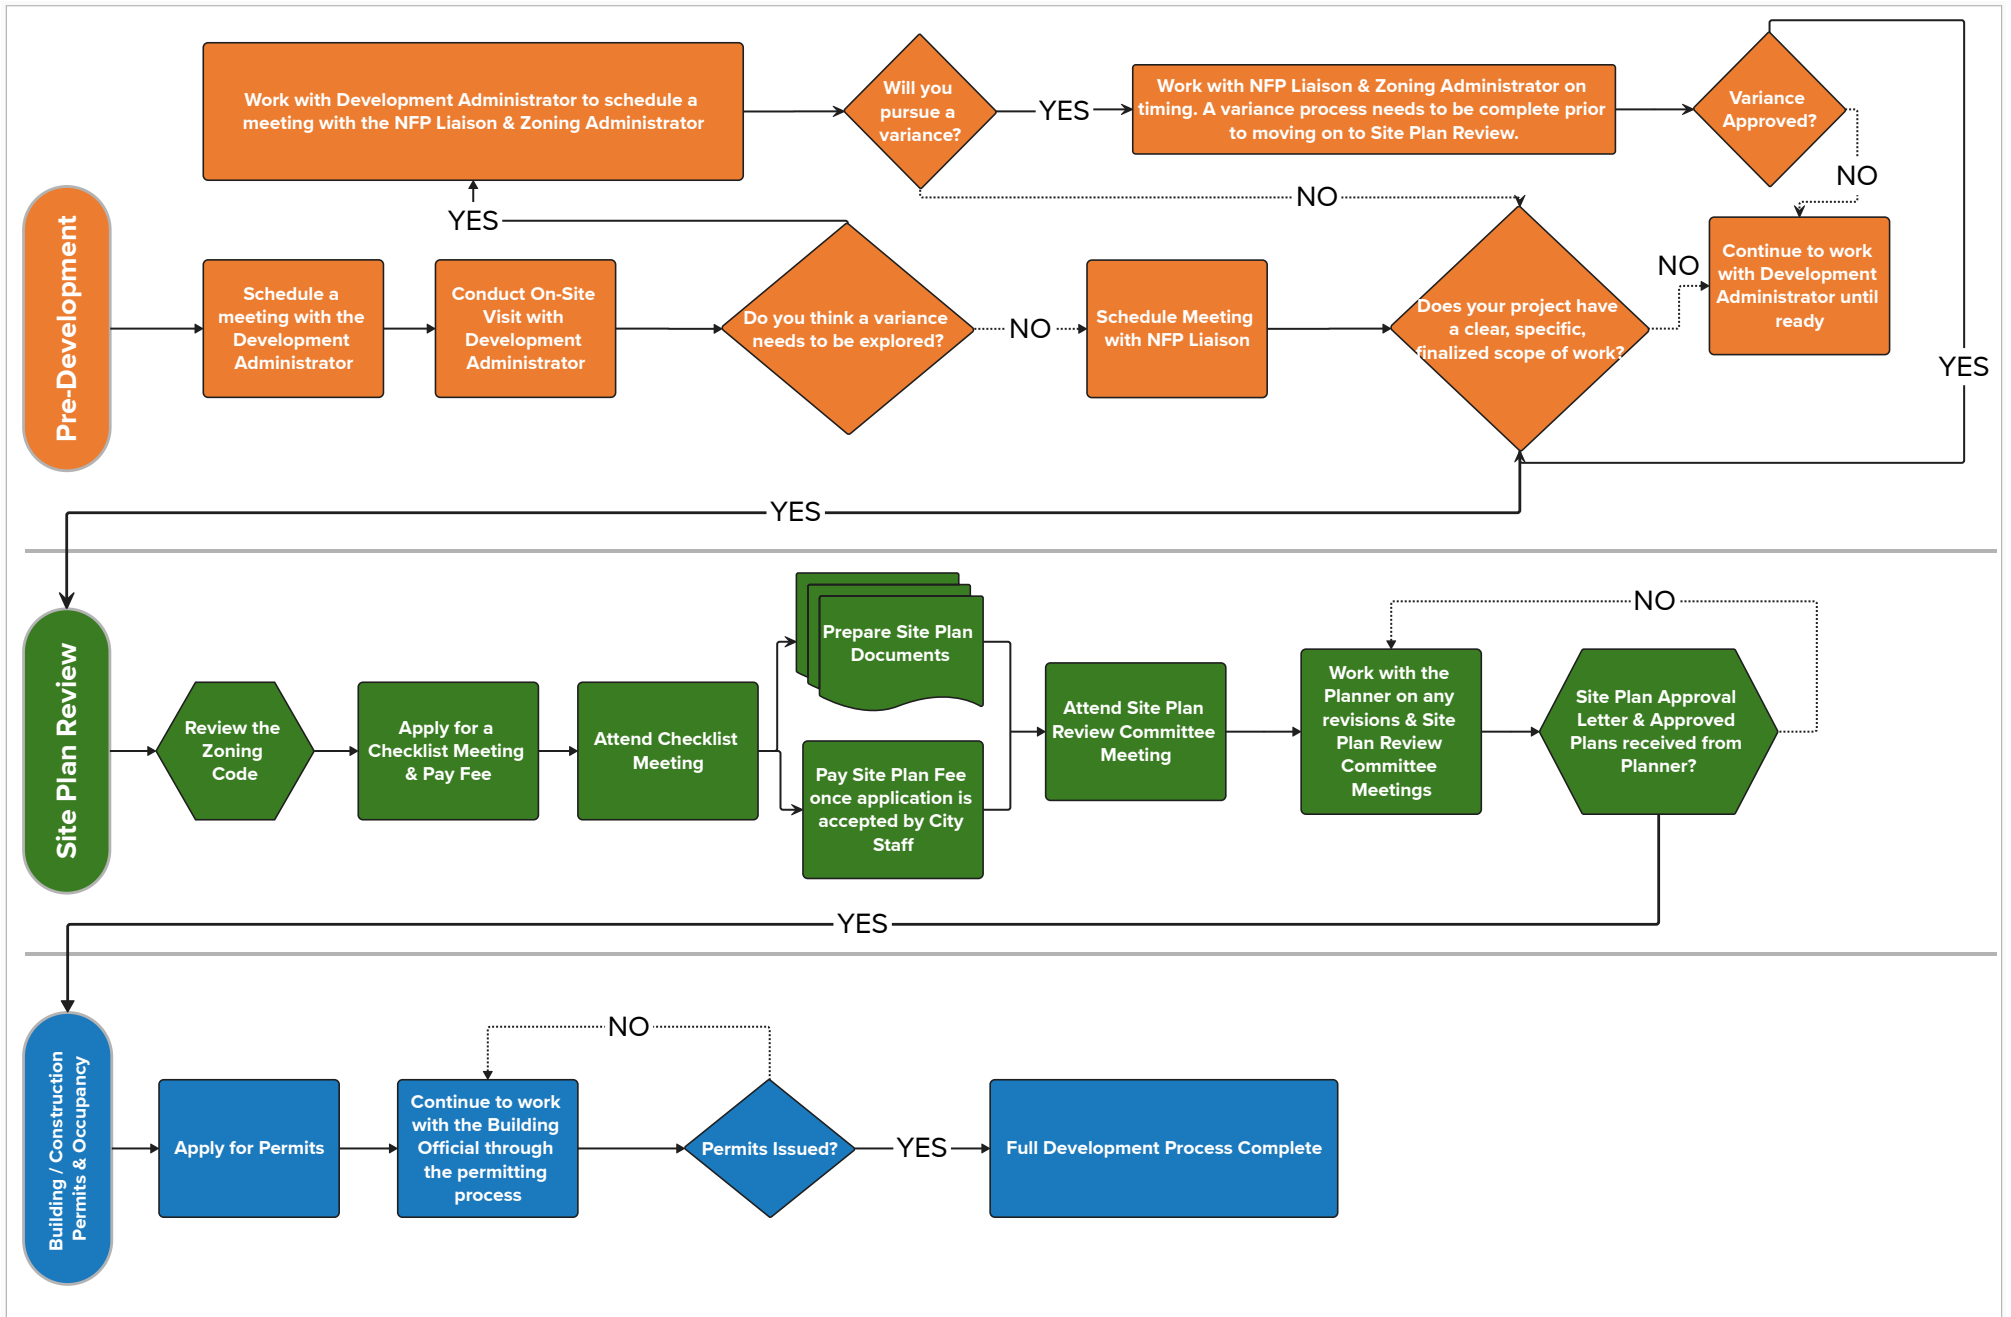 Pre-Development
Work with Development Administrator to schedule a
meeting with the NFP Liaison & Zoning Administrator
Will you
pursue a
variance?
YES
Work with NFP Liaison & Zoning Administrator on
timing. A variance process needs to be complete prior
to moving on to Site Plan Review.
Variance
Approved?
NO
NO
YES
Schedule a
meeting with the
Development
Administrator
Conduct On-Site
Visit with
Development
Administrator
Do you think a variance
needs to be explored?
NO
Schedule Meeting
with NFP Liaison
Does your project have
a clear, specific,
finalized scope of work?
NO
Continue to work
with Development
Administrator until
ready
YES
YES
Site Plan Review
Review the
Zoning
Code
Apply for a
Checklist Meeting
& Pay Fee
Attend Checklist
Meeting
Prepare Site Plan
Documents
Pay Site Plan Fee
once application is
accepted by City
Staff
Attend Site Plan
Review Committee
Meeting
Work with the
Planner on any
revisions & Site
Plan Review
Committee
Meetings
Site Plan Approval
Letter & Approved
Plans received from
Planner?
NO
YES
Building / Construction
Permits & Occupancy
Apply for Permits
Continue to work
with the Building
Official through
the permitting
process
NO
Permits Issued?
YES
Full Development Process Complete